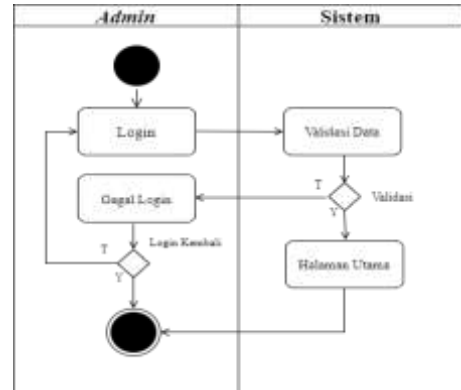 Admin
Sistem
Login
Validasi Data
Gagal Login
T
Y
Validasi
Login Kembali
T
Y
Halaman Utama